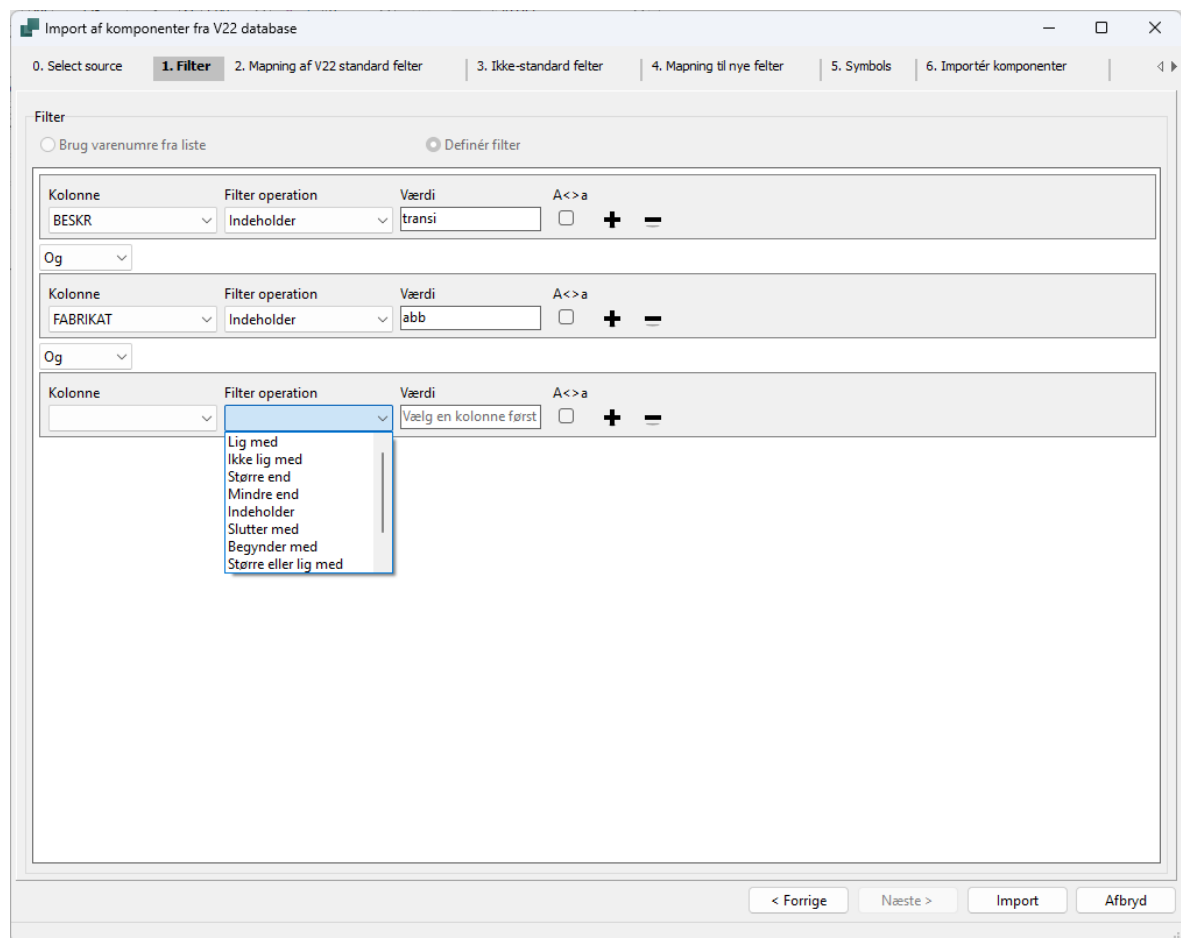 Import af komponenter fra V22 database
0. Select source 1. Filter 2. Mapning af V22 standard felter 3. Ikke-standard felter 4. Mapning til nye felter 5. Symbols 6. Importér komponenter
Filter
Brug varenumre fra liste Definér filter
Kolonne Filter operation Værdi A<>a
BESKR Indeholder transi
Og
Kolonne Filter operation Værdi A<>a
FABRIKAT Indeholder abb
Og
Kolonne Filter operation Værdi A<>a
Vælg en kolonne først
Lig med
Ikke lig med
Større end
Mindre end
Indeholder
Slutter med
Begynder med
Større eller lig med
< Forrige Næste > Import Afbryd